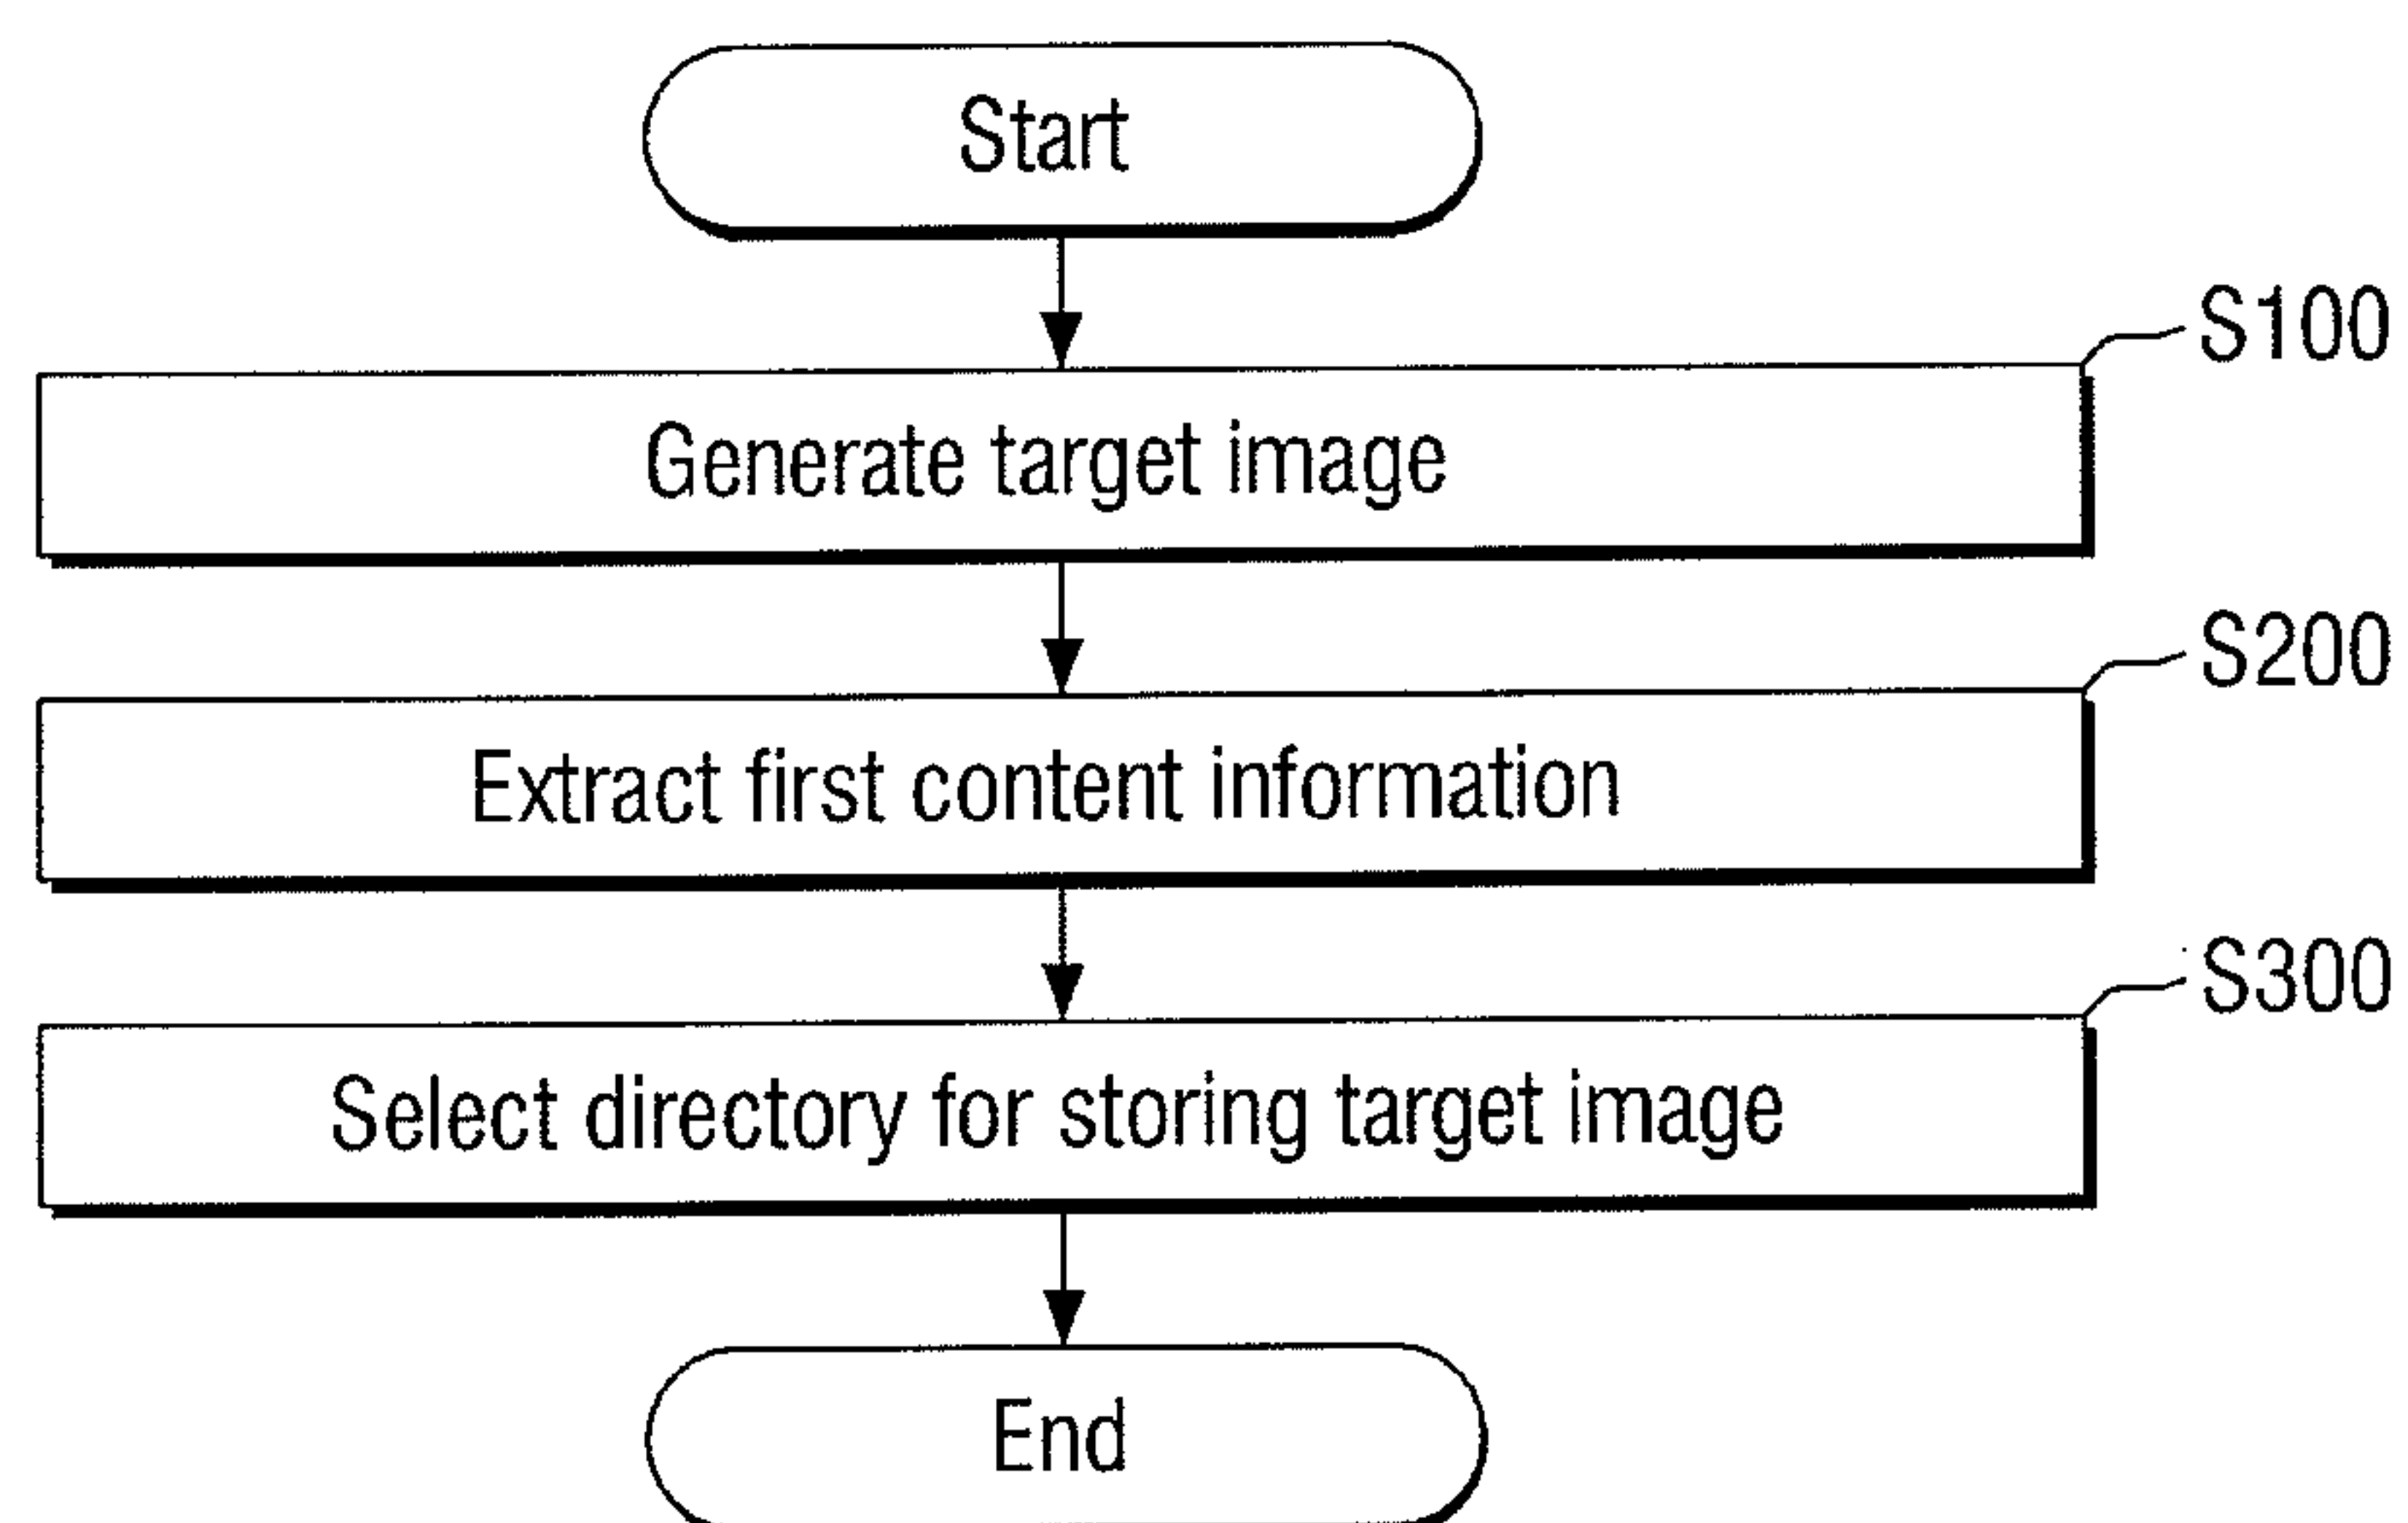 Start
S100
Generate target image
S200
Extract first content information
S300
Select directory for storing target image
End